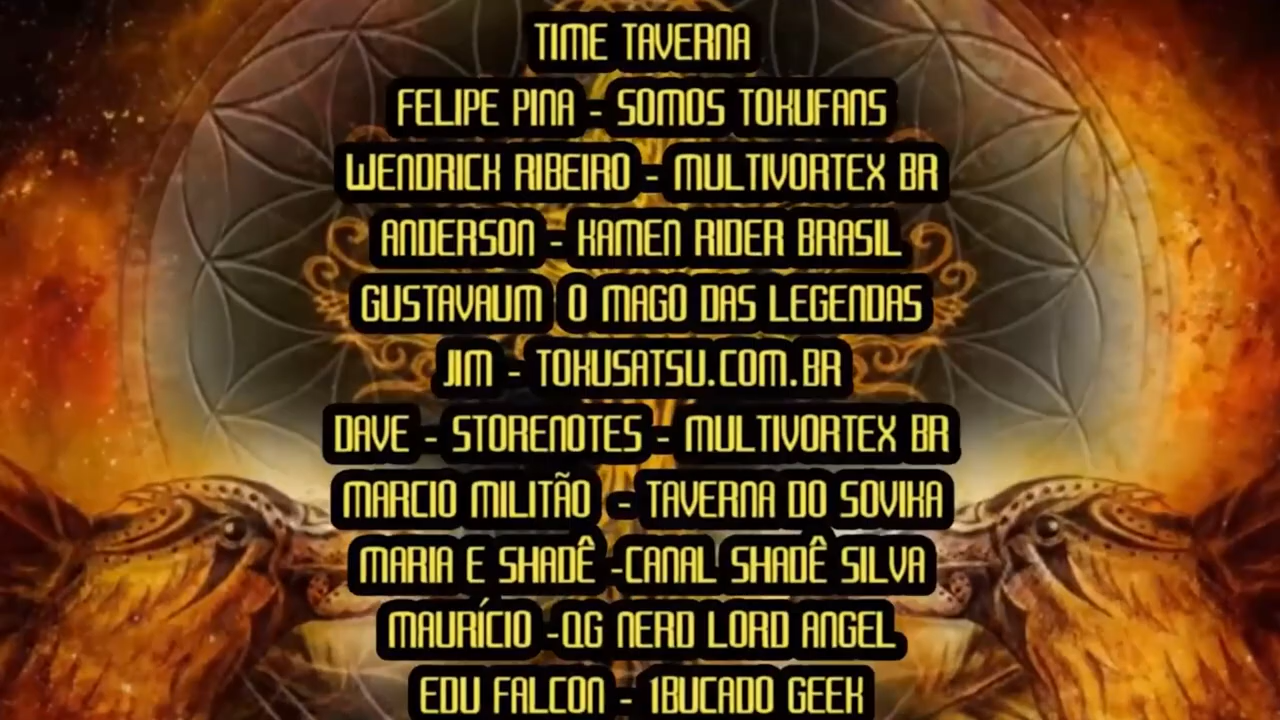 TIME TAVERNA
FELIPE PINA - SOMOS TOKUFANS
WENDRICK RIBEIRO - MULTIVORTEX BR
ANDERSON - KAMEN RIDER BRASIL
GUSTAVAUM O MAGO DAS LEGENDAS
JIM - TOKUSATSU.COM.BR
DAVE - STORENOTES - MULTIVORTEX BR
MARCIO MILITÃO - TAVERNA DO SOVIKA
MARIA E SHADÊ -CANAL SHADÊ SILVA
MAURÍCIO -QG NERD LORD ANGEL
EDU FALCON - 1BUCADO GEEK